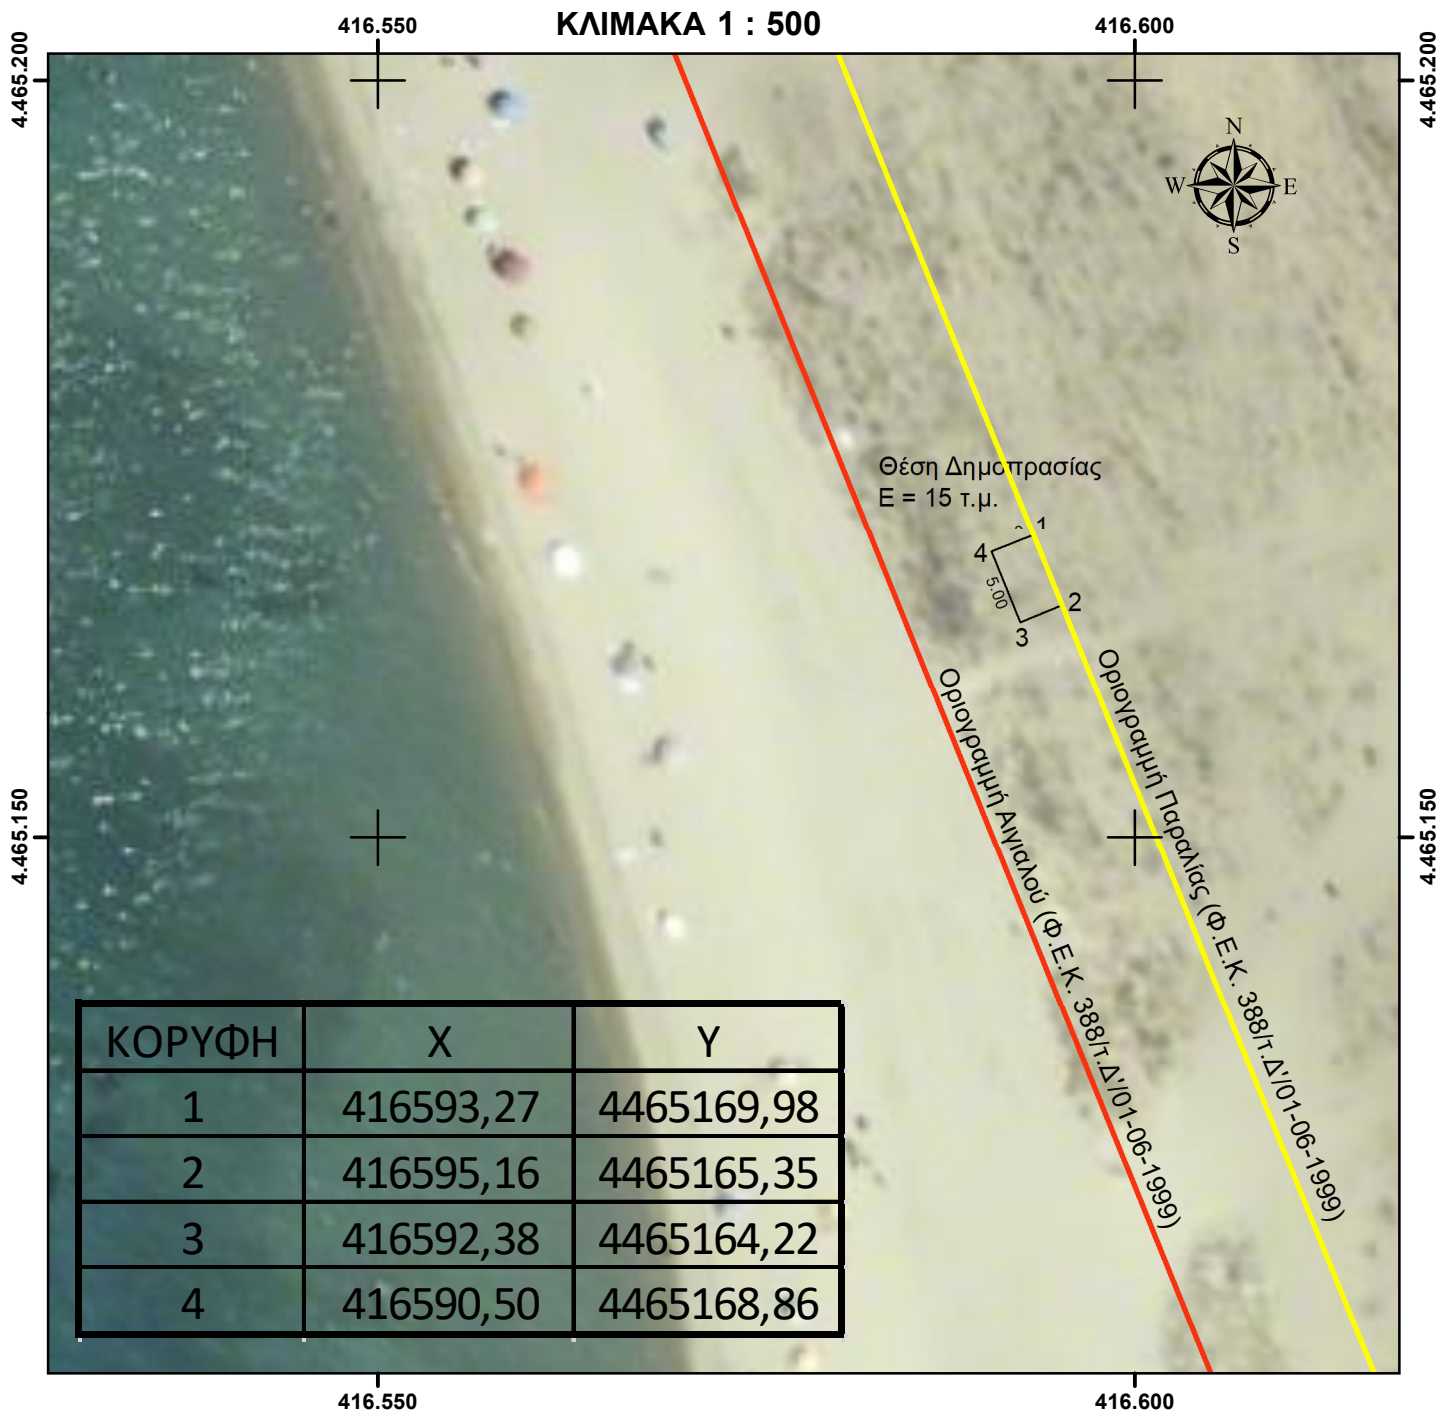 ΚΛΙΜΑΚΑ 1 : 500
416.550
416.600
4.465.200
4.465.200
N
W
E
S
Θέση Δημοπρασίας
Ε = 15 τ.μ.
1
4
5.00
2
3
Οριογραμμή Αιγιαλού (Φ.Ε.Κ. 388/τ.Δ'/01-06-1999)
Οριογραμμή Παραλίας (Φ.Ε.Κ. 388/τ.Δ'/01-06-1999)
4.465.150
4.465.150
ΚΟΡΥΦΗ Χ Υ
1 416593,27 4465169,98
2 416595,16 4465165,35
3 416592,38 4465164,22
4 416590,50 4465168,86
416.550
416.600